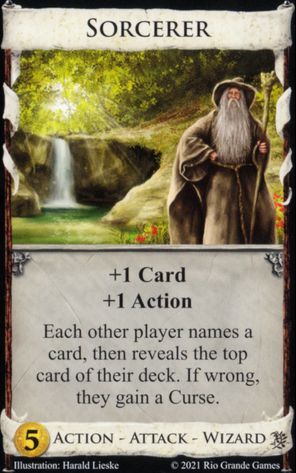 SORCERER
+1 Card
+1 Action
Each other player names a
card, then reveals the top
card of their deck. If wrong,
they gain a Curse.
5 ACTION - ATTACK - WIZARD
Illustration: Harald Lieske © 2021 Rio Grande Games